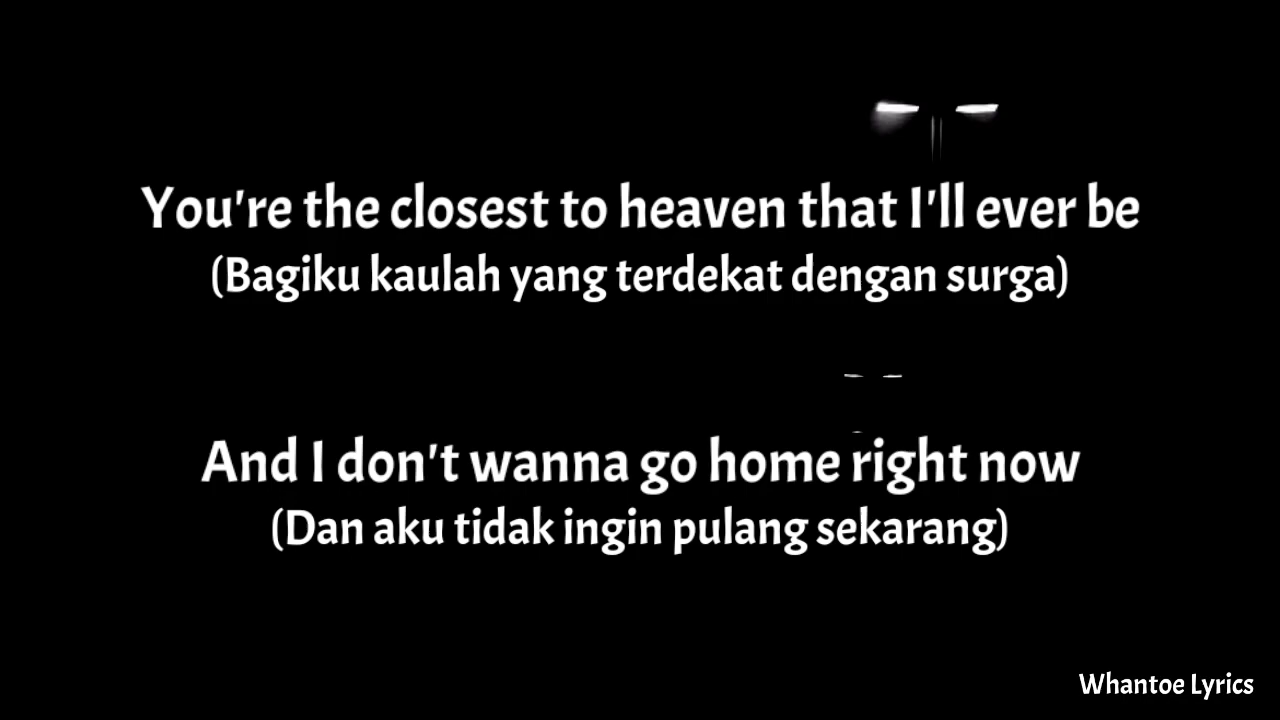 You're the closest to heaven that I'll ever be
(Bagiku kaulah yang terdekat dengan surga)
And I don't wanna go home right now
(Dan aku tidak ingin pulang sekarang)
Whantoe Lyrics